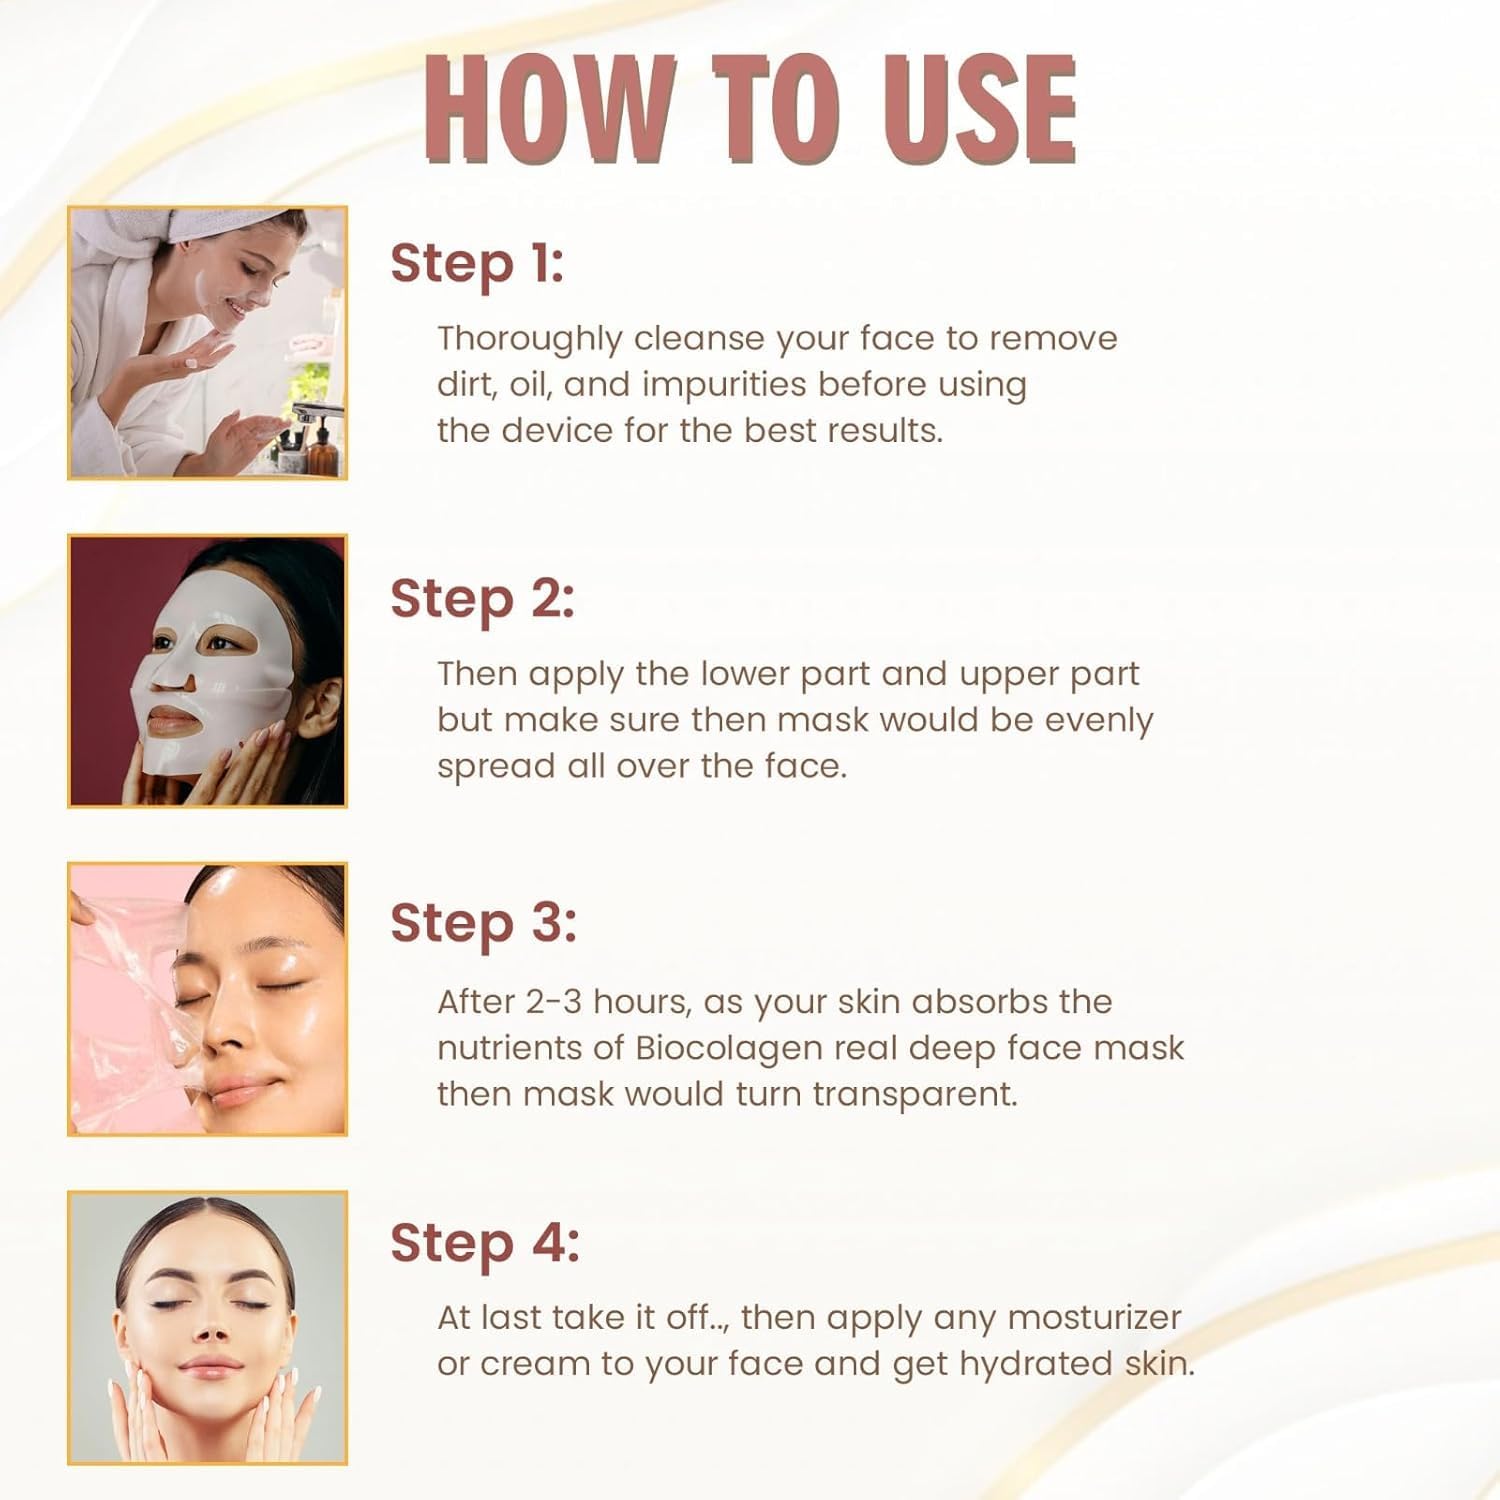 HOW TO USE
Step 1:
Thoroughly cleanse your face to remove
dirt, oil, and impurities before using
the device for the best results.
Step 2:
Then apply the lower part and upper part
but make sure then mask would be evenly
spread all over the face.
Step 3:
After 2-3 hours, as your skin absorbs the
nutrients of Biocolagen real deep face mask
then mask would turn transparent.
Step 4:
At last take it off.., then apply any mosturizer
or cream to your face and get hydrated skin.